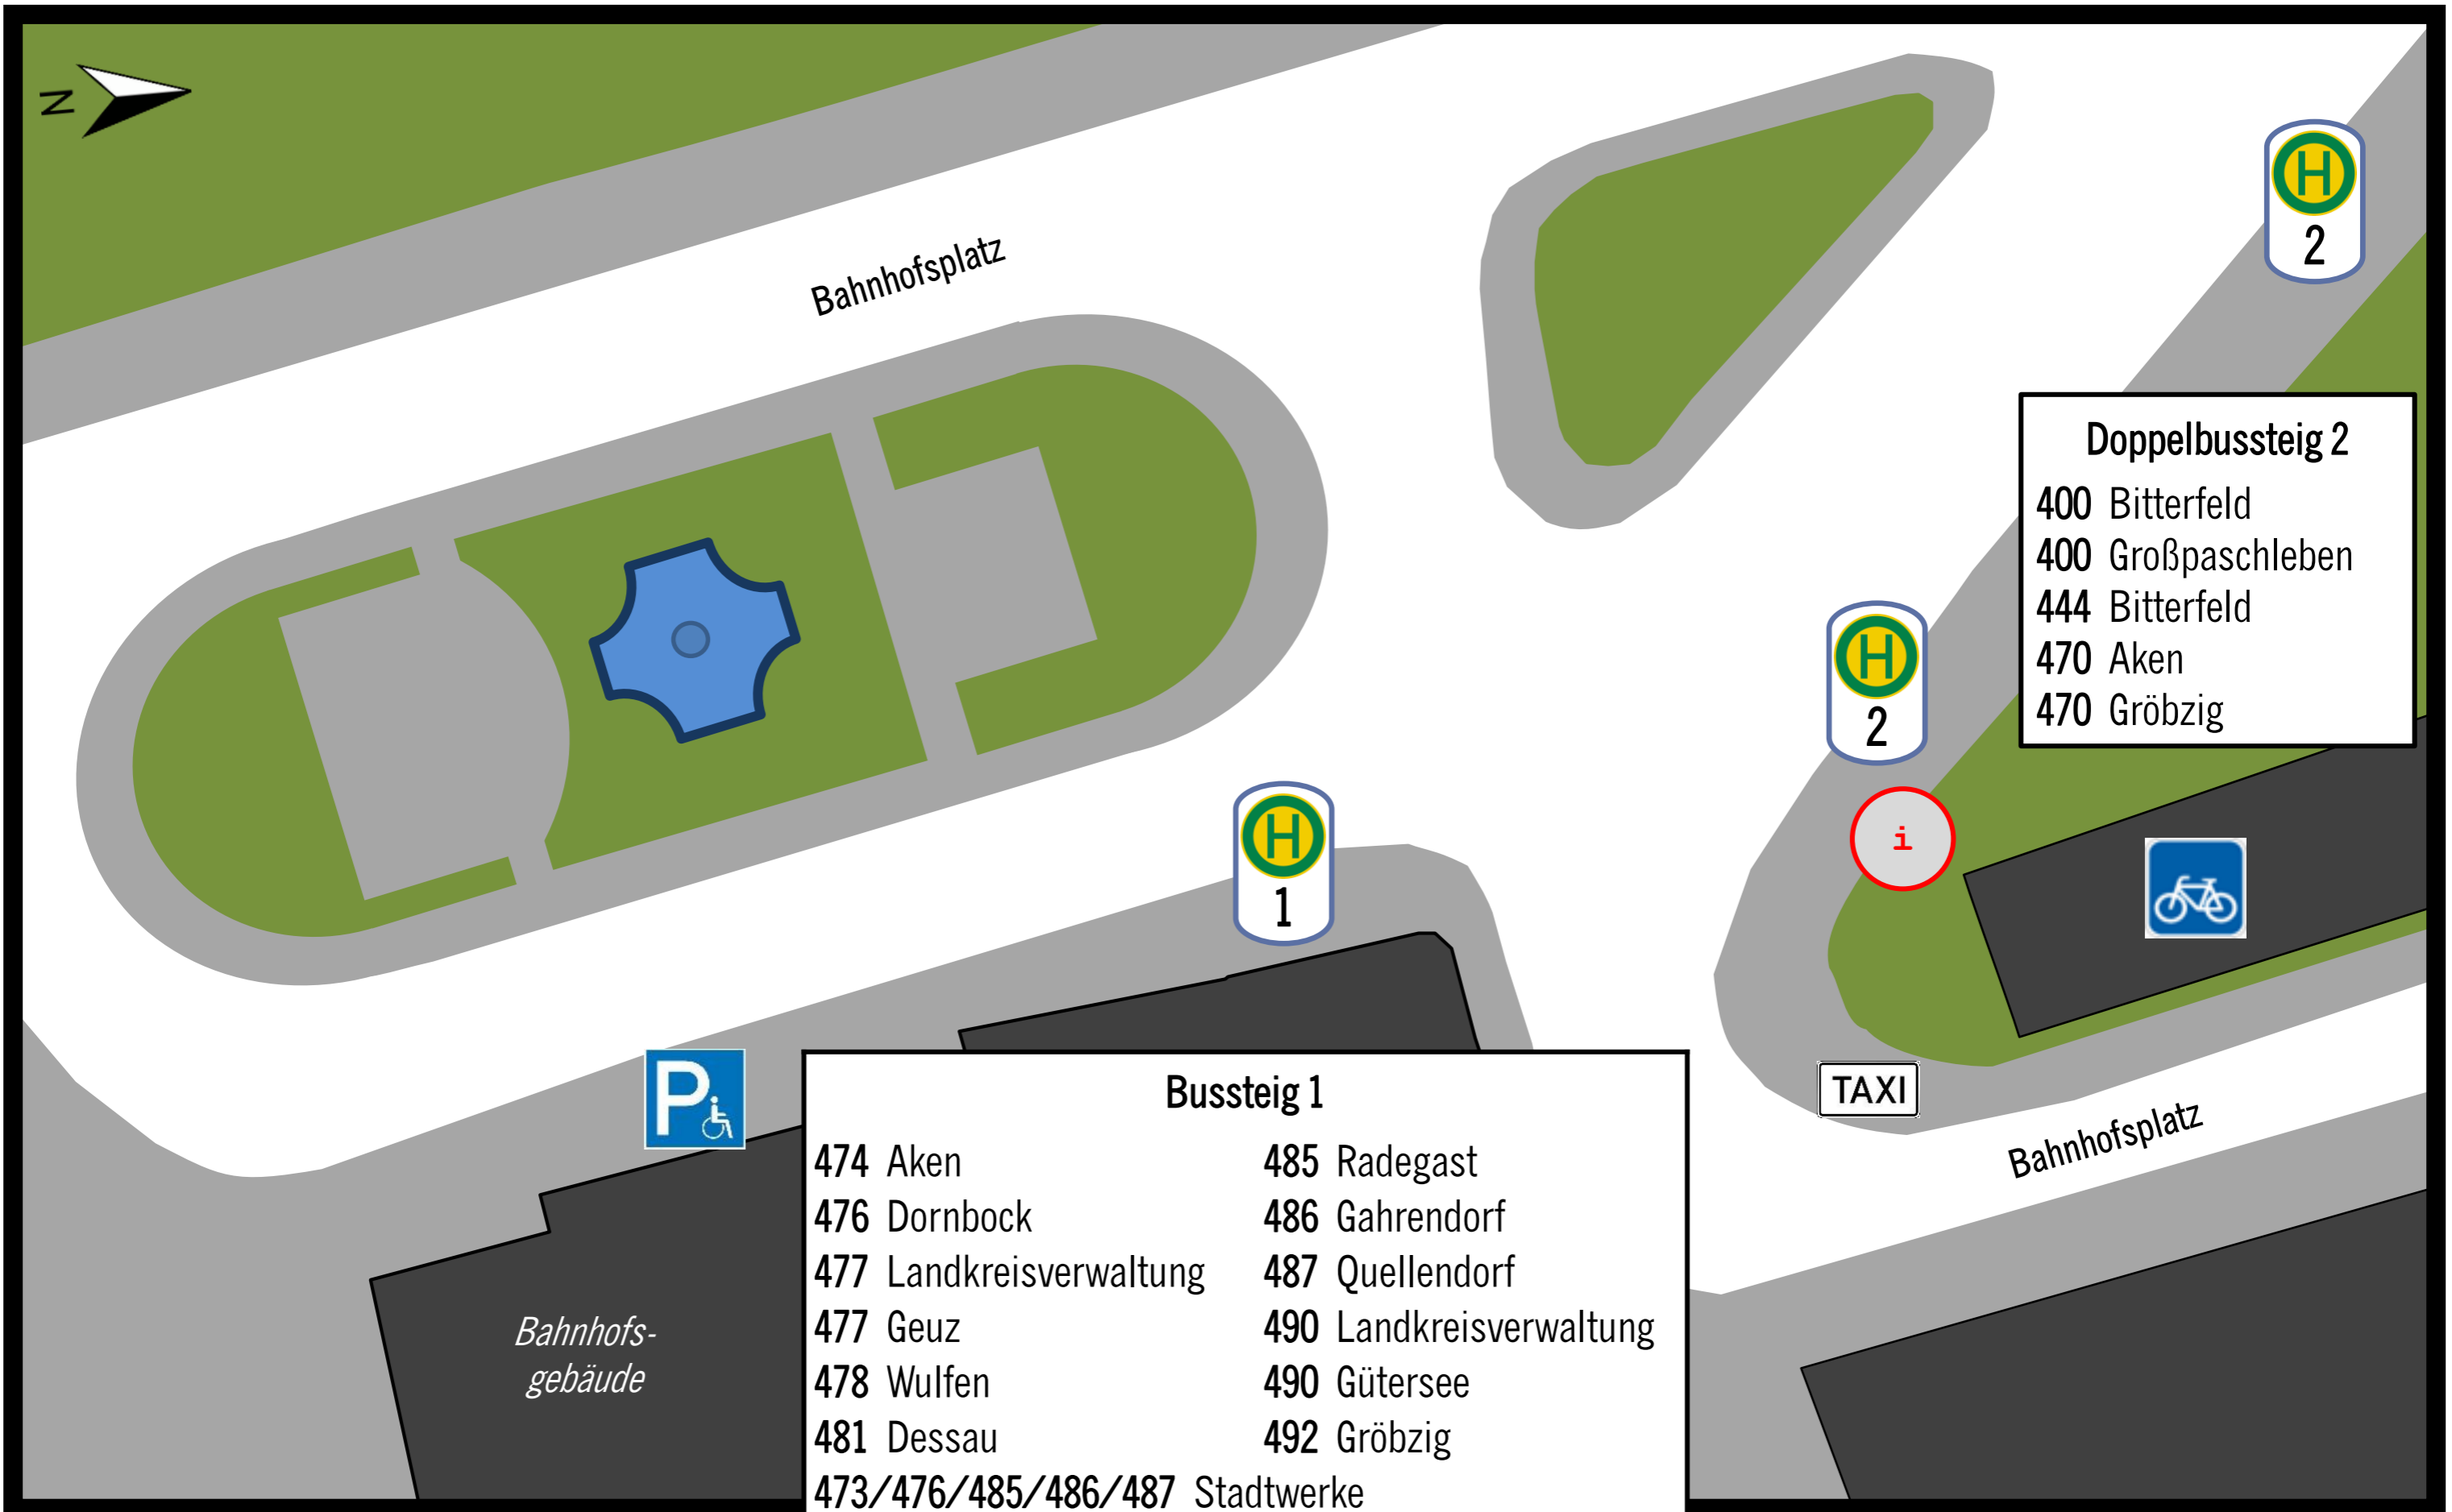 N
Bahnhofsplatz
H
2
Doppelbussteig 2
400 Bitterfeld
400 Großpaschleben
444 Bitterfeld
470 Aken
470 Gröbzig
H
2
i
H
1
P
TAXI
Bahnhofsplatz
Bahnhofs-
gebäude
Bussteig 1
474 Aken
476 Dornbock
477 Landkreisverwaltung
477 Geuz
478 Wulfen
481 Dessau
485 Radegast
486 Gahrendorf
487 Quellendorf
490 Landkreisverwaltung
490 Gütersee
492 Gröbzig
473/476/485/486/487 Stadtwerke